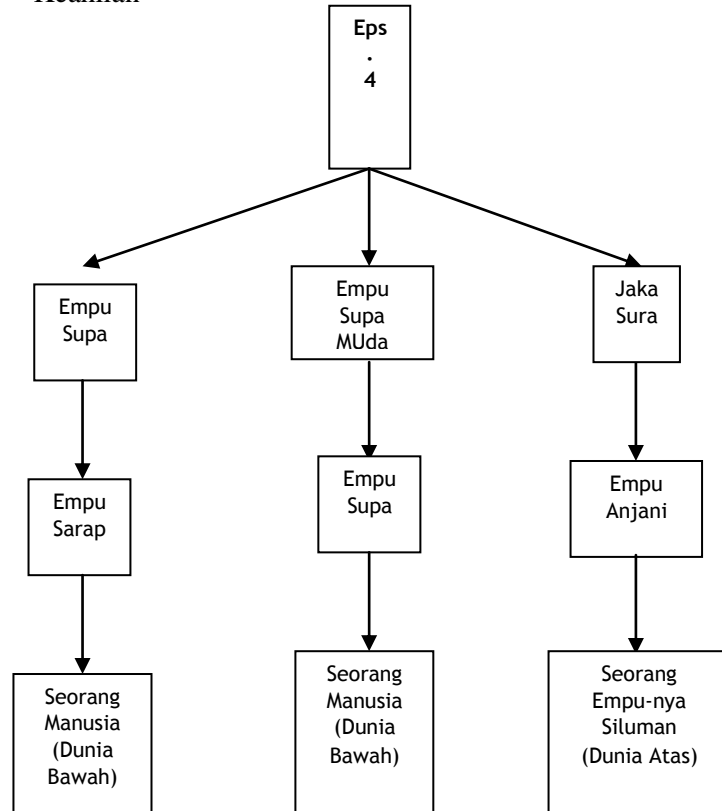 Eps
.
4
Empu
Supa
Empu
Supa
MUda
Jaka
Sura
Empu
Sarap
Empu
Supa
Empu
Anjani
Seorang
Manusia
(Dunia
Bawah)
Seorang
Manusia
(Dunia
Bawah)
Seorang
Empu-nya
Siluman
(Dunia Atas)